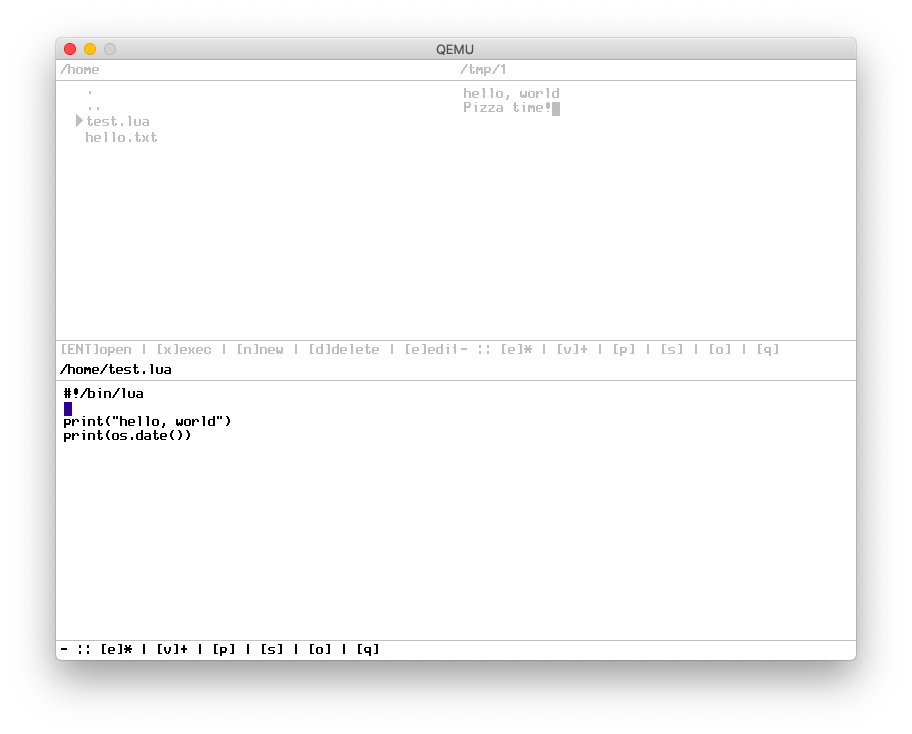 QEMU
/home
.
..
test.lua
hello.txt
[ENT]open | [x]exec | [n]new | [d]delete | [e]edit
/tmp/1
hello, world
Pizza time!
- :: [e]* | [v]+ | [p] | [s] | [o] | [q]
/home/test.lua
#!/bin/lua
print("hello, world")
print(os.date())
- :: [e]* | [v]+ | [p] | [s] | [o] | [q]